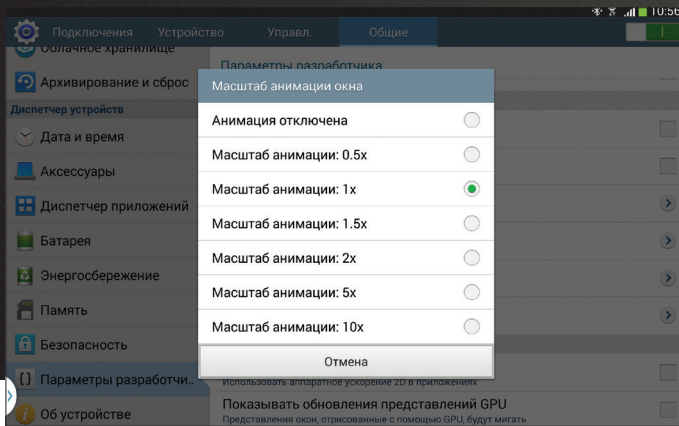 10:56
Подключения Устройство Управл. Общие
Облачное хранилище
Архивирование и сброс
Диспетчер устройств
Дата и время
Аксессуары
Диспетчер приложений
Батарея
Энергосбережение
Память
Безопасность
Параметры разработчи..
Об устройстве
Параметры разработчика
Масштаб анимации окна
Анимация отключена
Масштаб анимации: 0.5x
Масштаб анимации: 1x
Масштаб анимации: 1.5x
Масштаб анимации: 2x
Масштаб анимации: 5x
Масштаб анимации: 10x
Отмена
Использовать аппаратное ускорение 2D в приложениях
Показывать обновления представлений GPU
Представления окон, отрисованные с помощью GPU, будут мигать